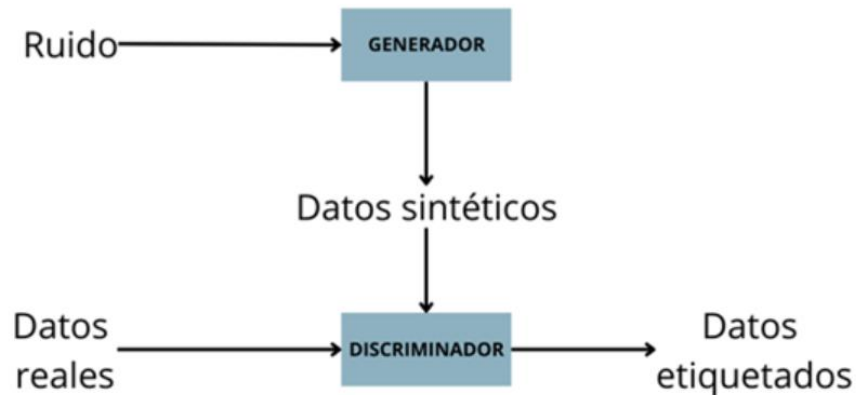 Ruido
GENERADOR
Datos sintéticos
Datos
reales
DISCRIMINADOR
Datos
etiquetados